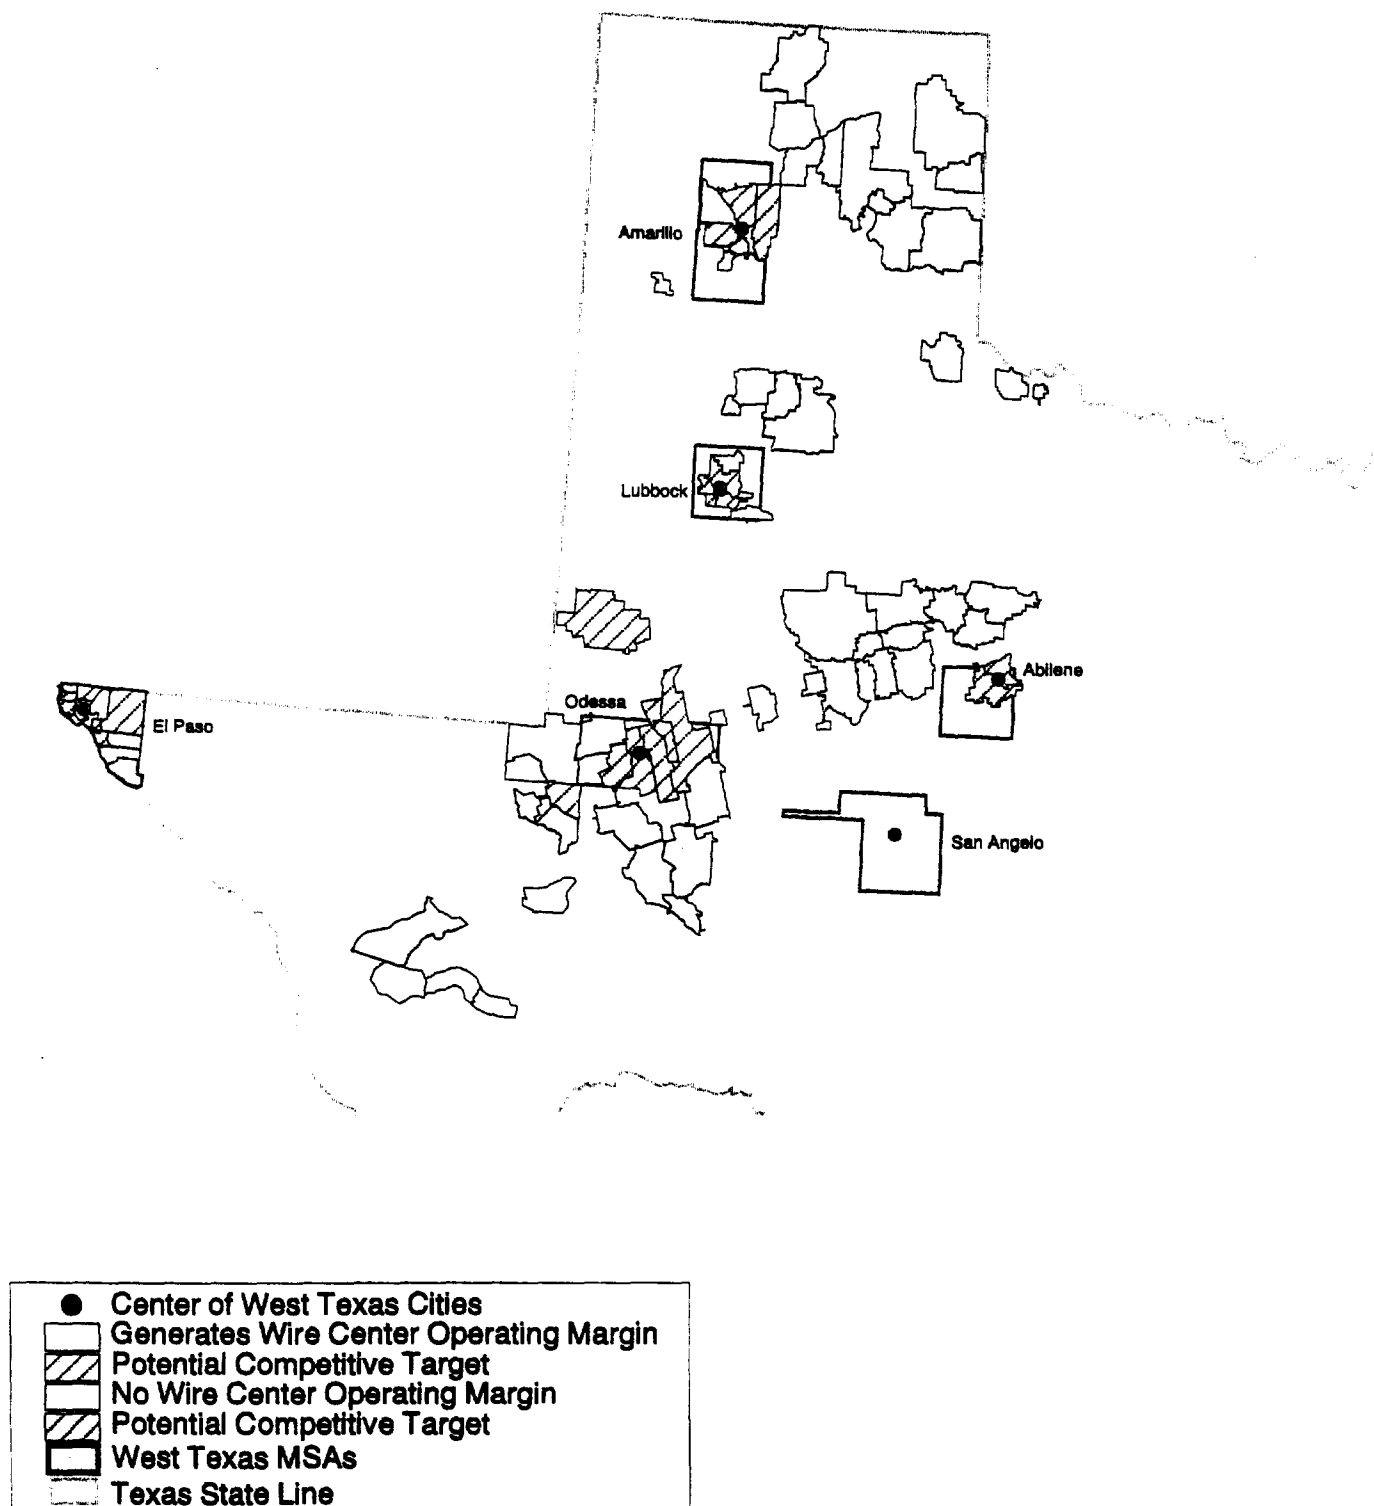 Amarillo
Lubbock
Abilene
Odessa
El Paso
San Angelo
Center of West Texas Cities
Generates Wire Center Operating Margin
Potential Competitive Target
No Wire Center Operating Margin
Potential Competitive Target
West Texas MSAs
Texas State Line